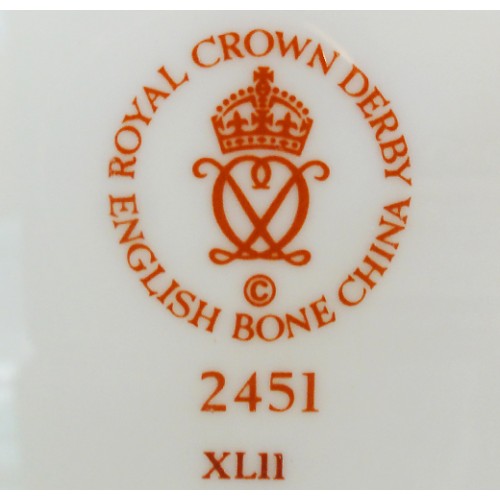 ROYAL CROWN DERBY
ENGLISH BONE CHINA
©
2451
XLII